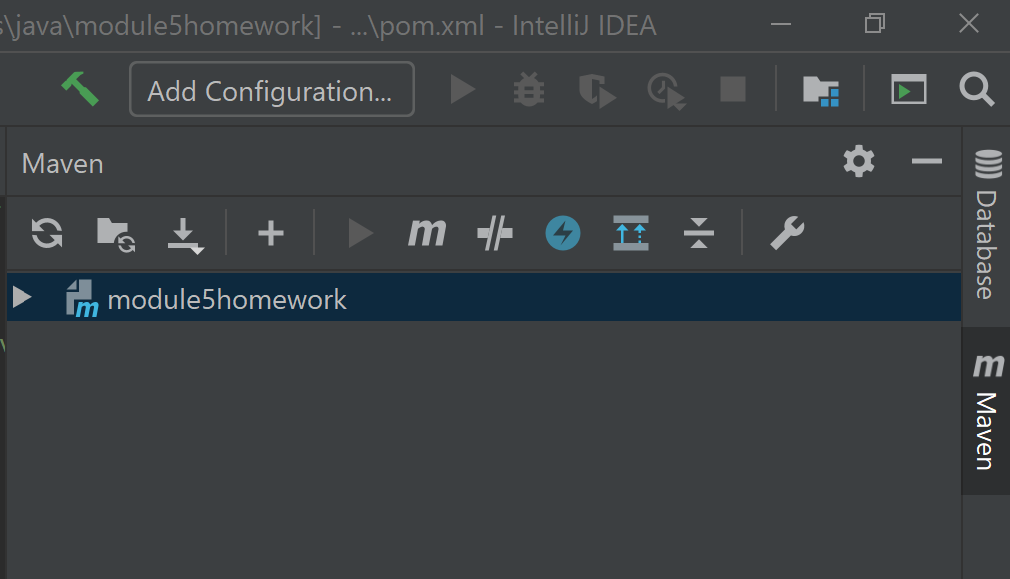 s\java\module5homework] - ...\pom.xml - IntelliJ IDEA
Add Configuration...
Maven
m
module5homework
Database
m Maven